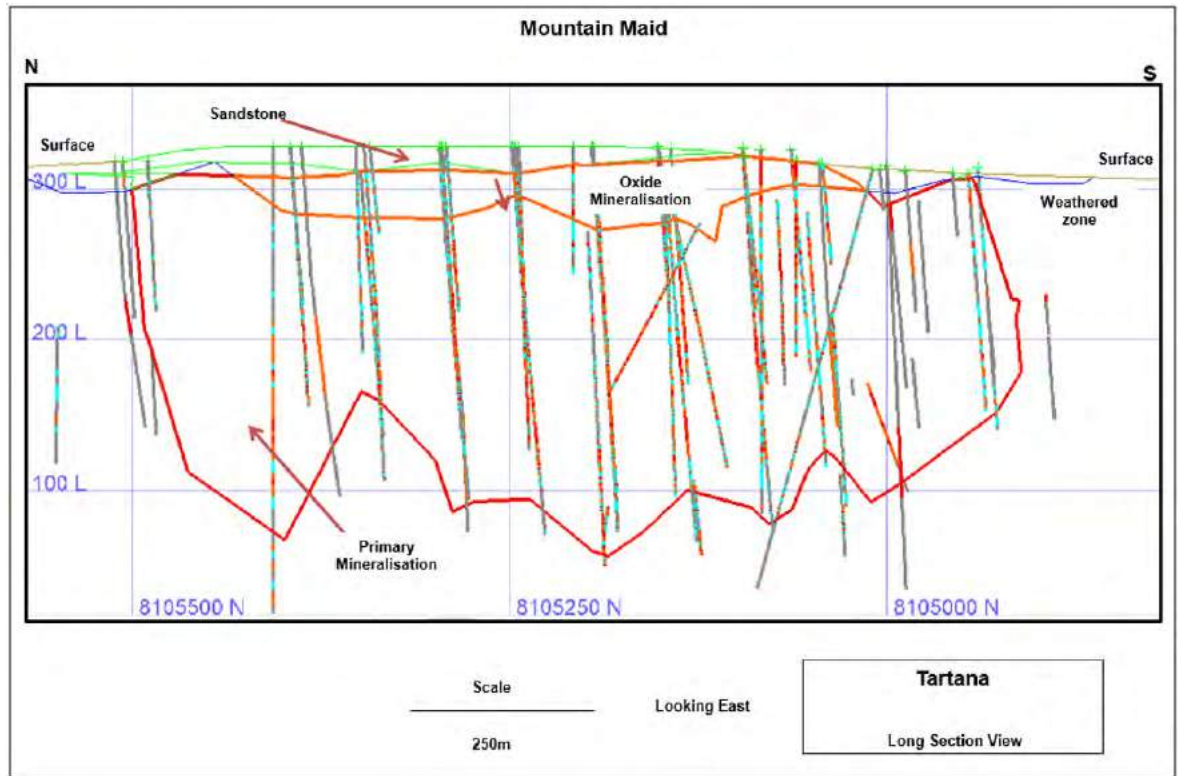 Mountain Maid
N
S
Sandstone
Surface
Surface
300 L
Oxide
Mineralisation
Weathered
zone
200 L
100 L
Primary
Mineralisation
8105500 N
8105250 N
8105000 N
Scale
250m
Looking East
Tartana
Long Section View